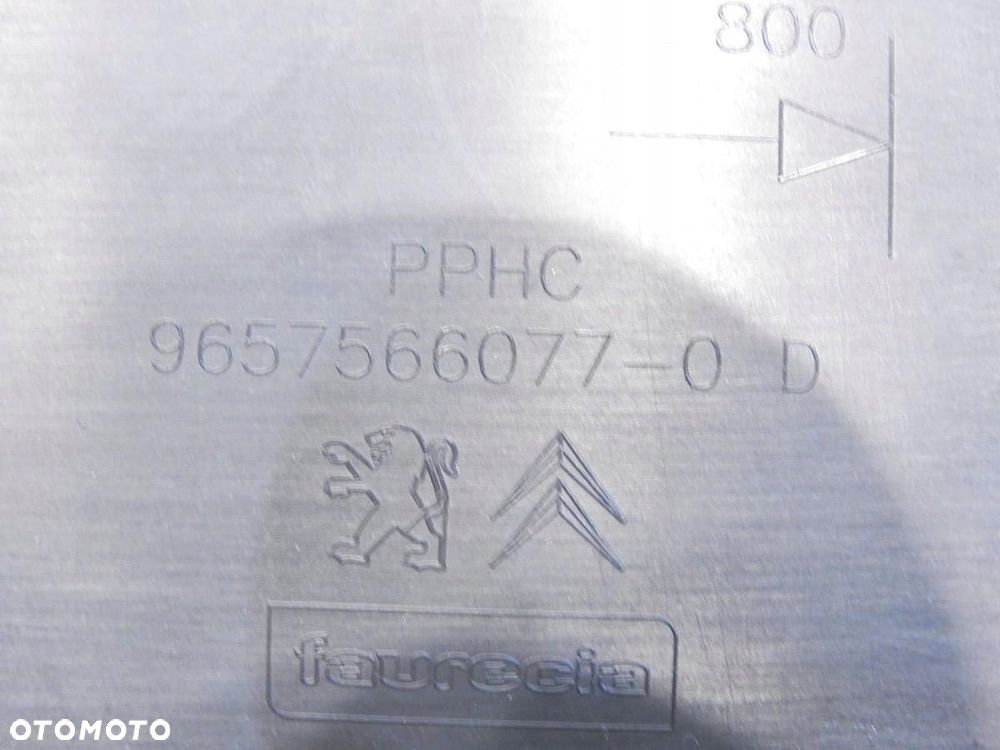 800
PPHC
9657566077-0 D
faurecia
OTOMOTO